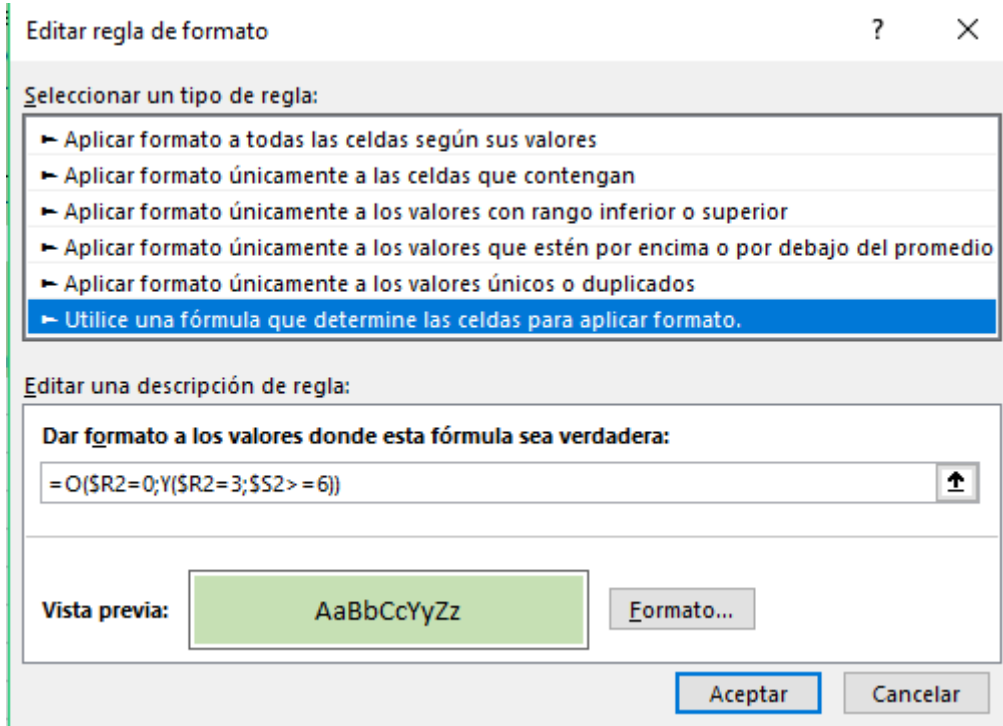 Editar regla de formato ? ×
Seleccionar un tipo de regla:
► Aplicar formato a todas las celdas según sus valores
► Aplicar formato únicamente a las celdas que contengan
► Aplicar formato únicamente a los valores con rango inferior o superior
► Aplicar formato únicamente a los valores que estén por encima o por debajo del promedio
► Aplicar formato únicamente a los valores únicos o duplicados
► Utilice una fórmula que determine las celdas para aplicar formato.
Editar una descripción de regla:
Dar formato a los valores donde esta fórmula sea verdadera:
=O($R2=0;Y($R2=3;$S2>=6))
Vista previa: AaBbCcYyZz Formato...
Aceptar Cancelar